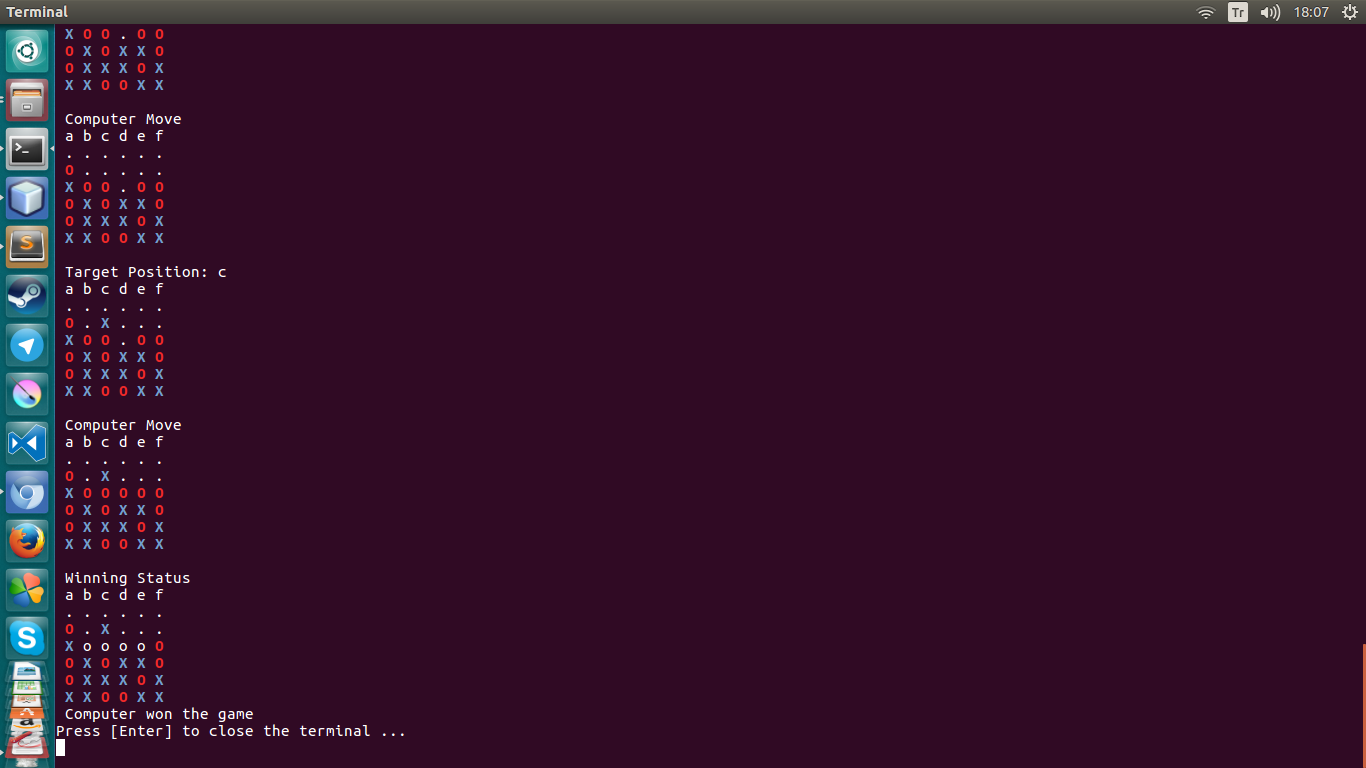 Terminal
Tr
18:07
X O O . O O
O X O X X O
O X X X O X
X X O O X X
Computer Move
a b c d e f
. . . . . .
O . . . . .
X O O . O O
O X O X X O
O X X X O X
X X O O X X
Target Position: c
a b c d e f
. . . . . .
O . X . . .
X O O . O O
O X O X X O
O X X X O X
X X O O X X
Computer Move
a b c d e f
. . . . . .
O . X . . .
X O O O O O
O X O X X O
O X X X O X
X X O O X X
Winning Status
a b c d e f
. . . . . .
O . X . . .
X o o o o O
O X O X X O
O X X X O X
X X O O X X
Computer won the game
Press [Enter] to close the terminal ...